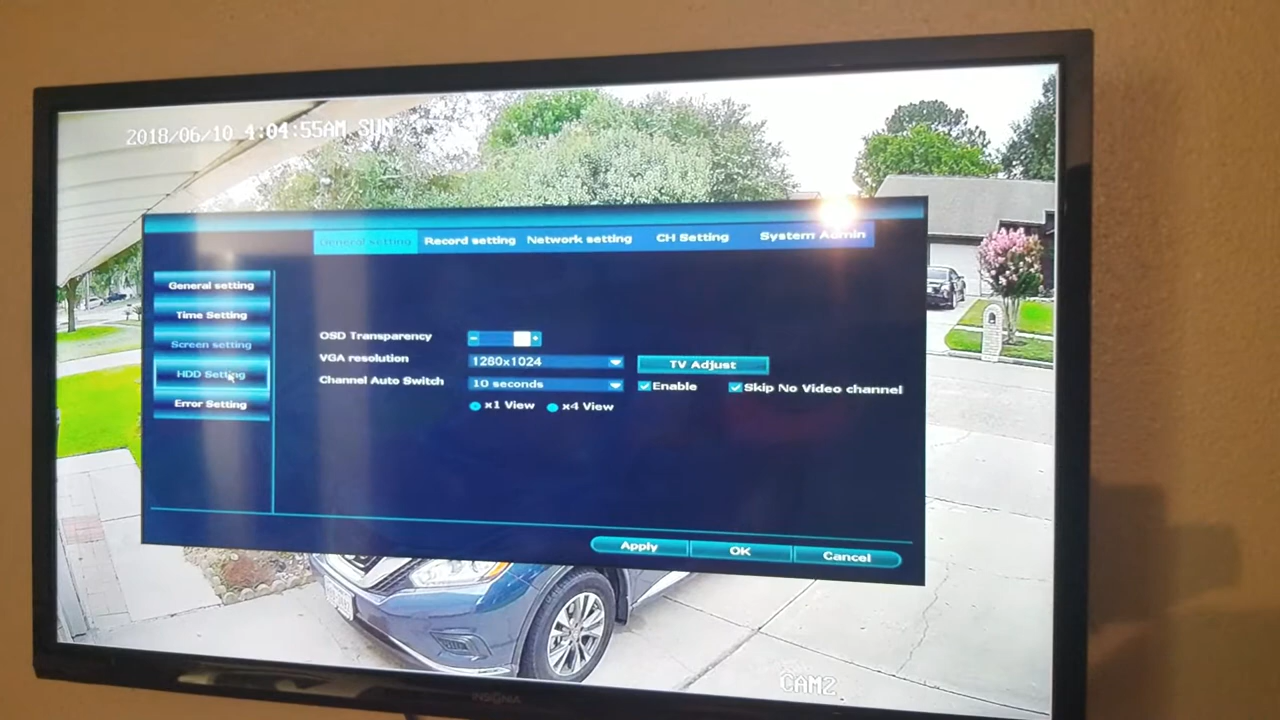 2018/06/10 4:04:55AM SUN
General setting Record setting Network setting CH Setting System Admin
General setting
Time Setting
Screen setting
HDD Setting
Error Setting
OSD Transparency - +
VGA resolution 1280x1024 TV Adjust
Channel Auto Switch 10 seconds Enable Skip No Video channel
x1 View x4 View
Apply OK Cancel
CAM2
INSIGNIA